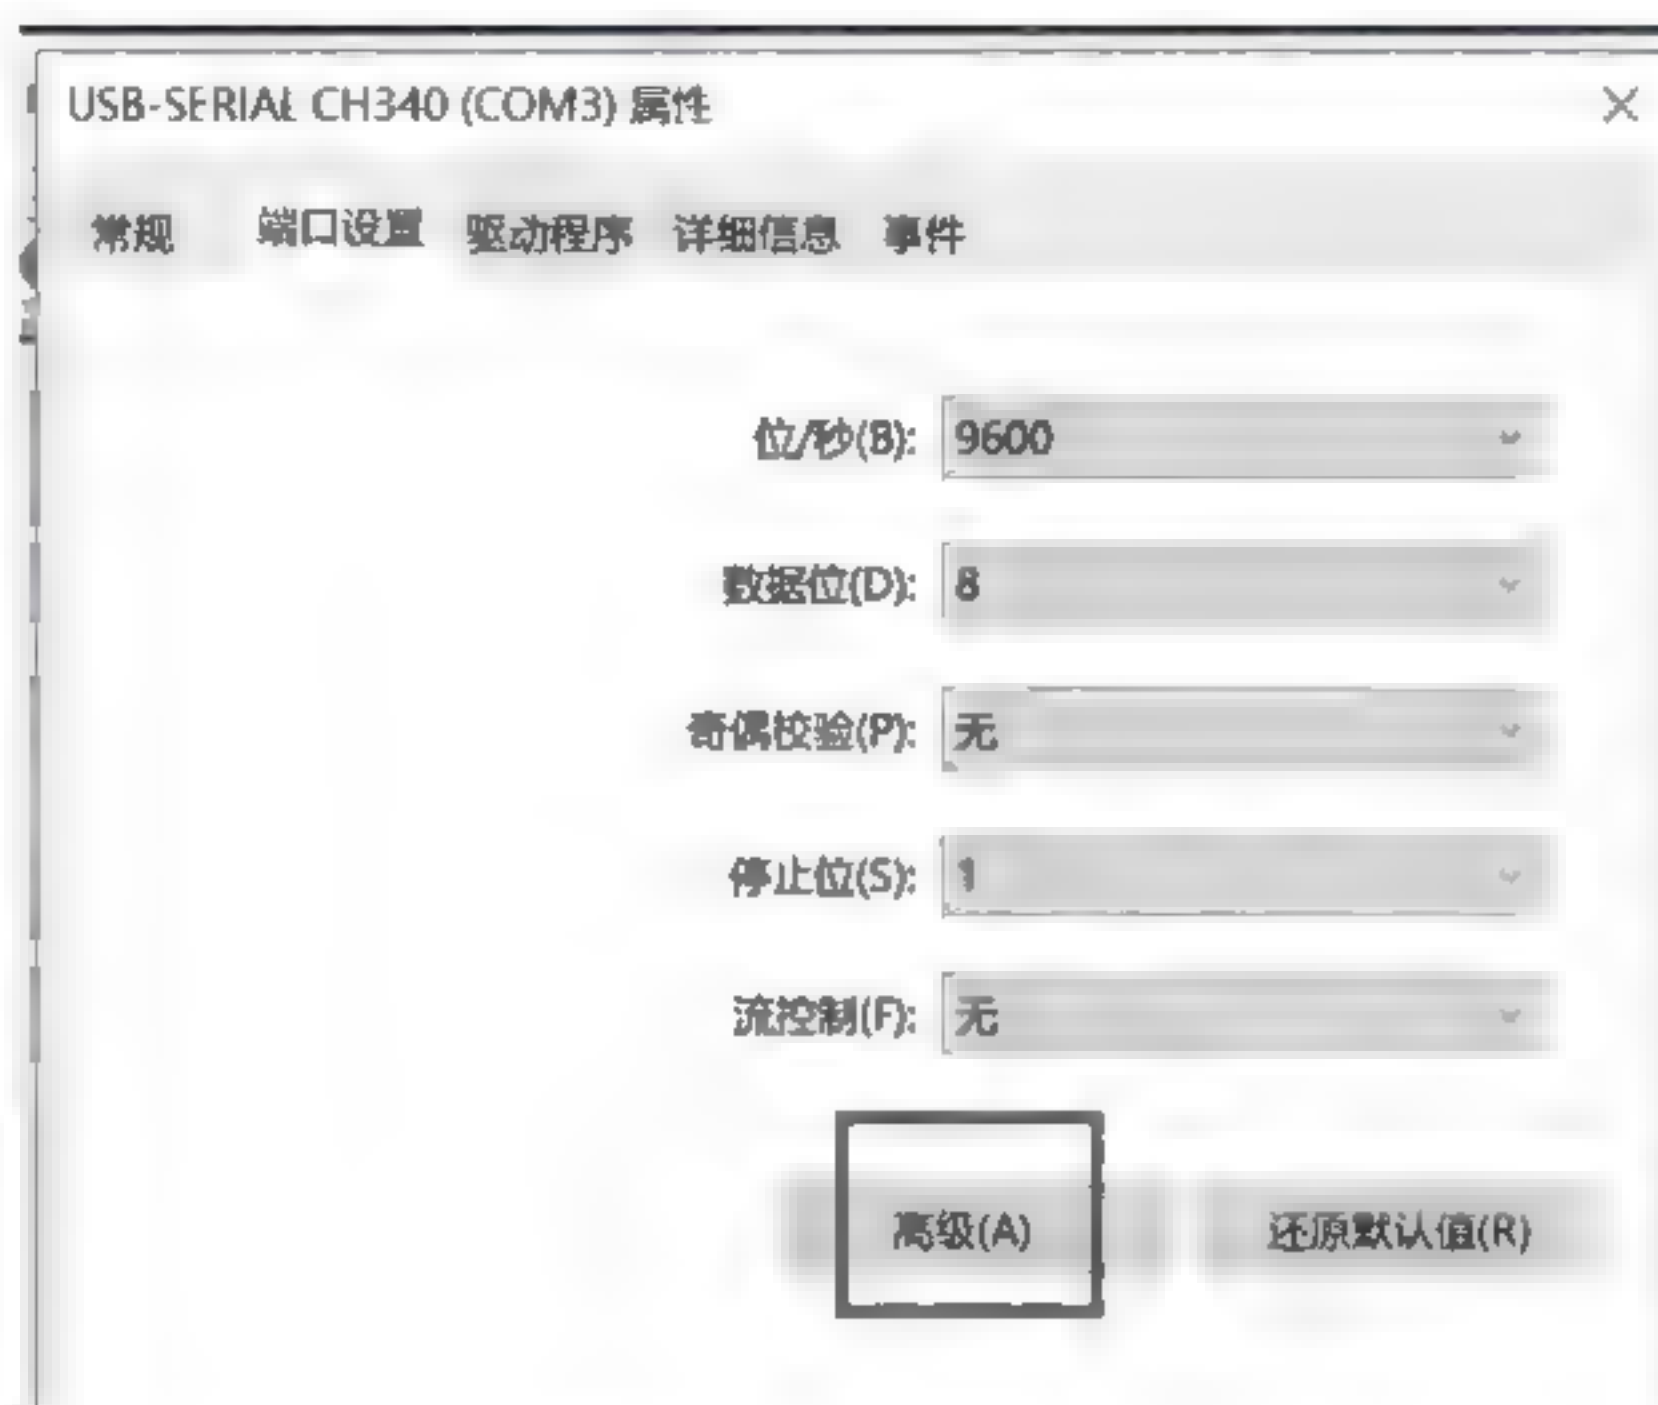 USB-SERIAL CH340 (COM3) 属性
常规 端口设置 驱动程序 详细信息 事件
位/秒(B): 9600
数据位(D): 8
奇偶校验(P): 无
停止位(S): 1
流控制(F): 无
高级(A) 还原默认值(R)